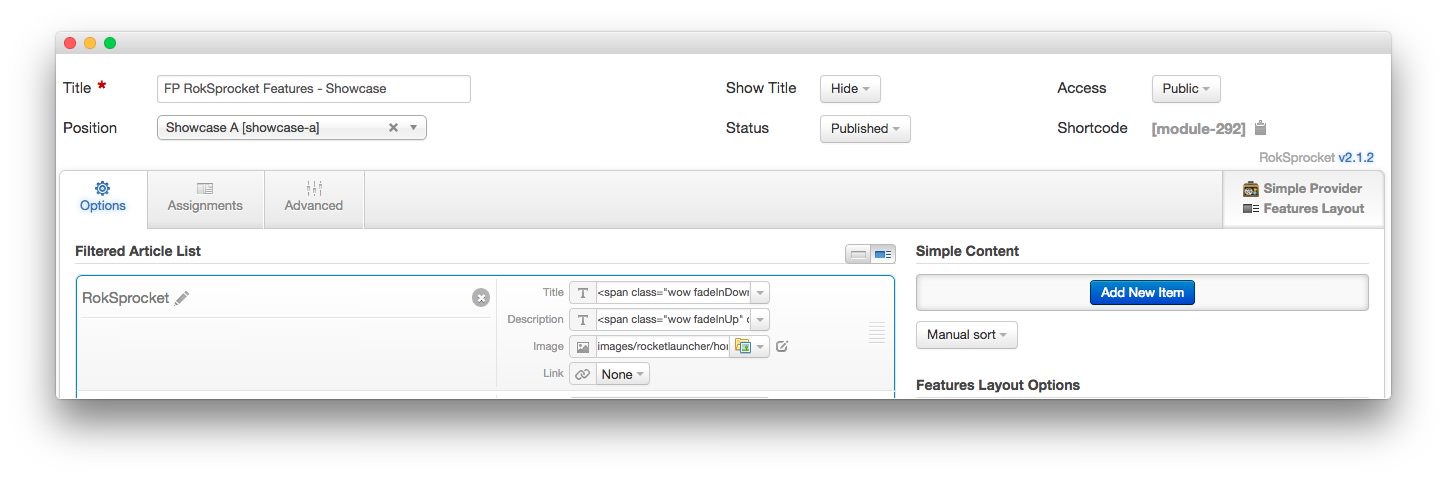 Title * FP RokSprocket Features - Showcase Show Title Hide Access Public
Position Showcase A [showcase-a] Status Published Shortcode [module-292]
RokSprocket v2.1.2
Options Assignments Advanced
Simple Provider
Features Layout
Filtered Article List
RokSprocket
Title <span class="wow fadeInDown
Description <span class="wow fadeInUp"
Image images/rocketlauncher/
Link None
Simple Content
Add New Item
Manual sort
Features Layout Options